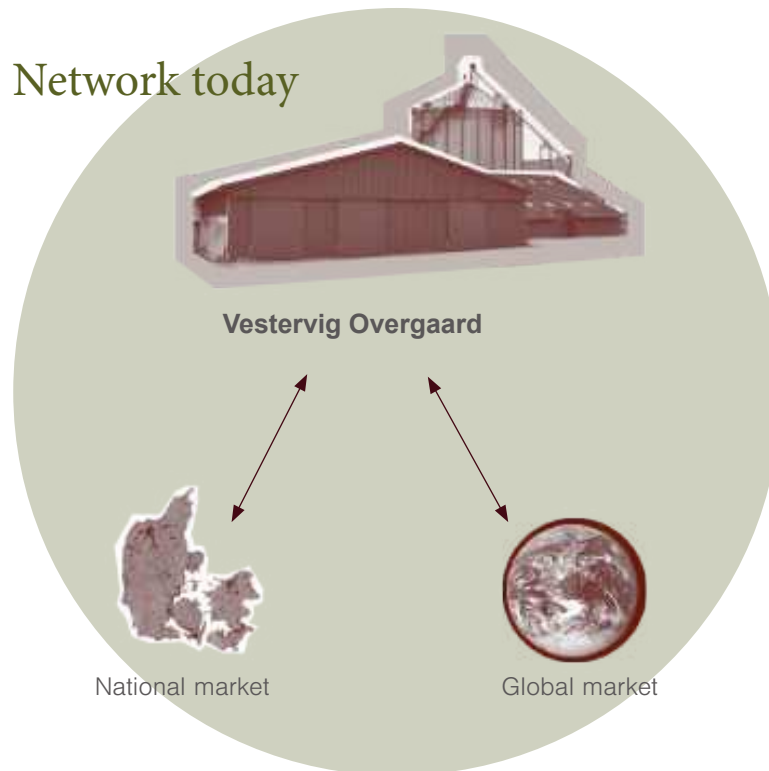 Network today
Vestervig Overgaard
National market
Global market